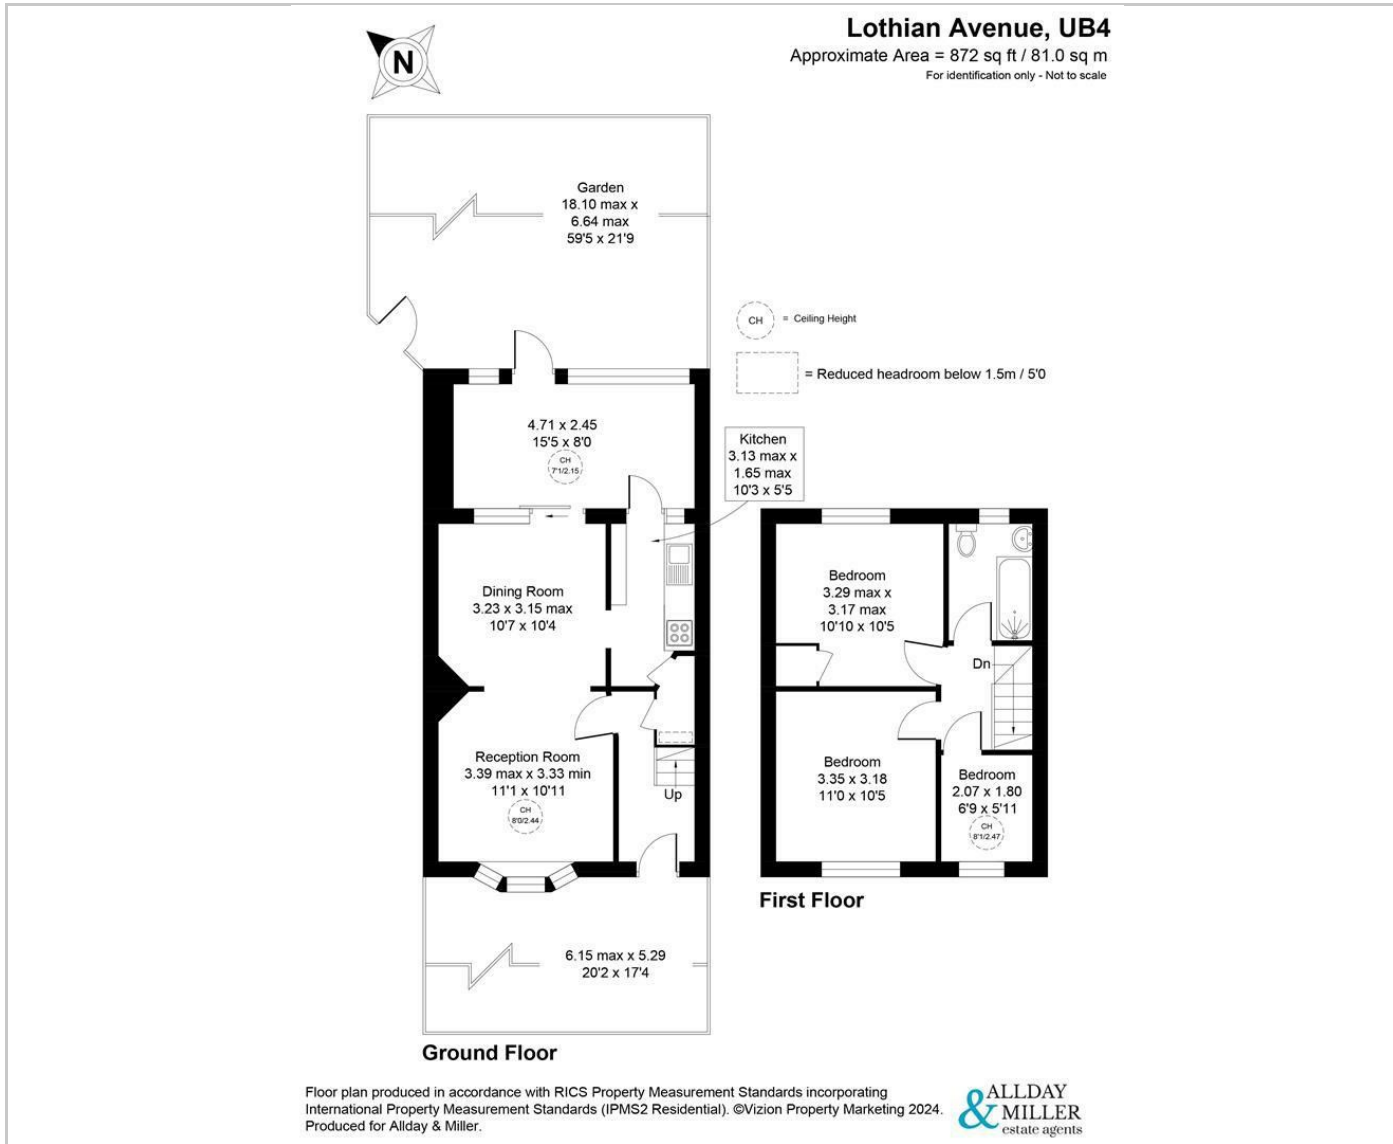 Lothian Avenue, UB4
Approximate Area = 872 sq ft / 81.0 sq m
For identification only - Not to scale
N
Garden
18.10 max x
6.64 max
59'5 x 21'9
CH
= Ceiling Height
= Reduced headroom below 1.5m / 5'0
4.71 x 2.45
15'5 x 8'0
CH
7'1/2.15
Kitchen
3.13 max x
1.65 max
10'3 x 5'5
Dining Room
3.23 x 3.15 max
10'7 x 10'4
Reception Room
3.39 max x 3.33 min
11'1 x 10'11
CH
8'0/2.44
Up
6.15 max x 5.29
20'2 x 17'4
Ground Floor
Bedroom
3.29 max x
3.17 max
10'10 x 10'5
Dn
Bedroom
3.35 x 3.18
11'0 x 10'5
Bedroom
2.07 x 1.80
6'9 x 5'11
CH
8'1/2.47
First Floor
Floor plan produced in accordance with RICS Property Measurement Standards incorporating
International Property Measurement Standards (IPMS2 Residential). ©Vizion Property Marketing 2024.
Produced for Allday & Miller.
ALLDAY
& MILLER
estate agents